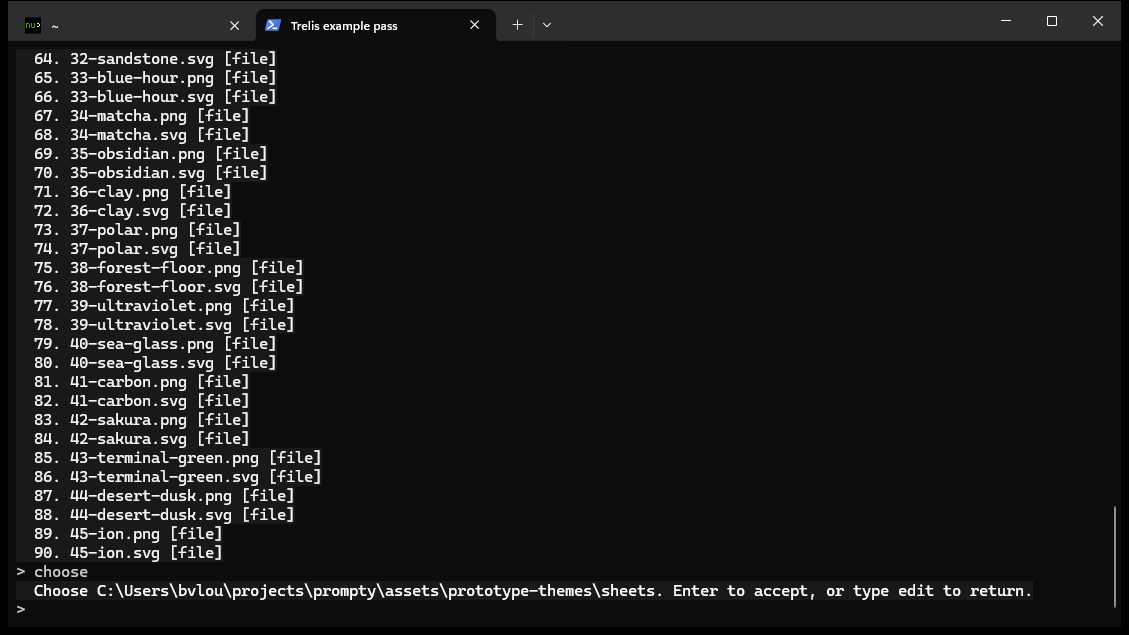 nu> ~
Trelis example pass
64. 32-sandstone.svg [file]
65. 33-blue-hour.png [file]
66. 33-blue-hour.svg [file]
67. 34-matcha.png [file]
68. 34-matcha.svg [file]
69. 35-obsidian.png [file]
70. 35-obsidian.svg [file]
71. 36-clay.png [file]
72. 36-clay.svg [file]
73. 37-polar.png [file]
74. 37-polar.svg [file]
75. 38-forest-floor.png [file]
76. 38-forest-floor.svg [file]
77. 39-ultraviolet.png [file]
78. 39-ultraviolet.svg [file]
79. 40-sea-glass.png [file]
80. 40-sea-glass.svg [file]
81. 41-carbon.png [file]
82. 41-carbon.svg [file]
83. 42-sakura.png [file]
84. 42-sakura.svg [file]
85. 43-terminal-green.png [file]
86. 43-terminal-green.svg [file]
87. 44-desert-dusk.png [file]
88. 44-desert-dusk.svg [file]
89. 45-ion.png [file]
90. 45-ion.svg [file]
> choose
Choose C:\Users\bvlou\projects\prompty\assets\prototype-themes\sheets. Enter to accept, or type edit to return.
>